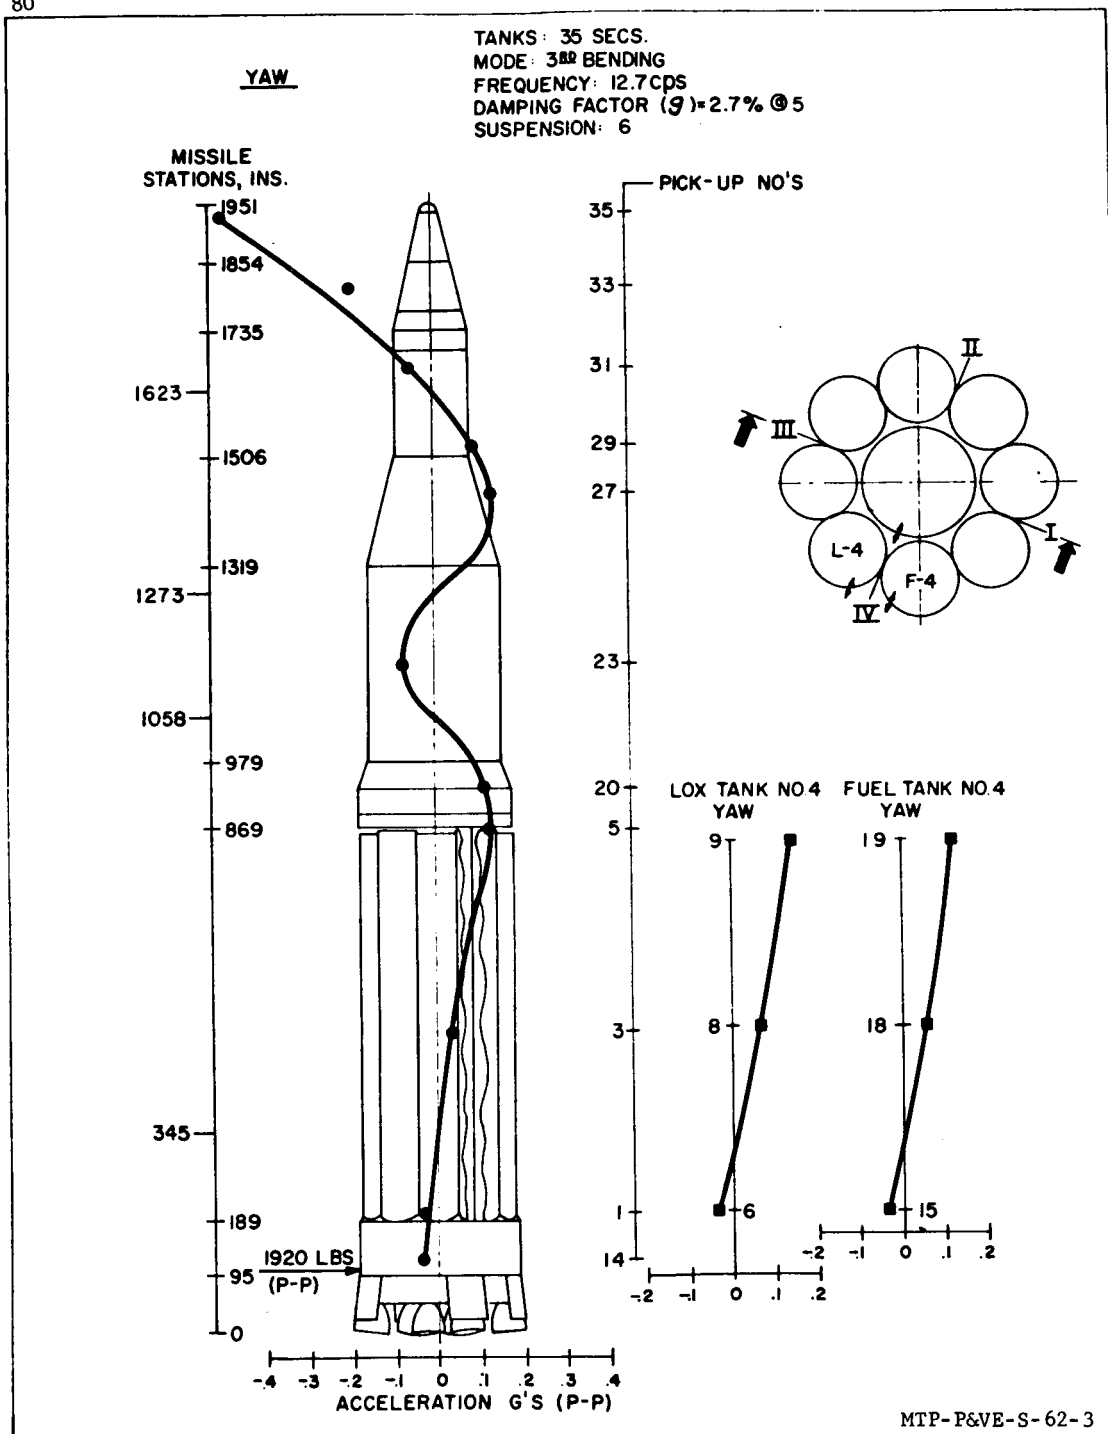 80
TANKS: 35 SECS.
MODE: 3RD BENDING
FREQUENCY: 12.7cps
DAMPING FACTOR (g)=2.7% @ 5
SUSPENSION: 6
YAW
MISSILE
STATIONS, INS.
1951
1854
1735
1623
1506
1319
1273
1058
979
869
345
189
1920 LBS
(P-P)
95
0
-.4 -.3 -.2 -.1 0 .1 .2 .3 .4
ACCELERATION G'S (P-P)
PICK-UP NO'S
35
33
31
29
27
23
20
5
3
1
14
II
III
I
L-4
F-4
IV
LOX TANK NO.4
YAW
9
8
6
-.2 -.1 0 .1 .2
FUEL TANK NO.4
YAW
19
18
15
-.2 -.1 0 .1 .2
MTP-P&VE-S-62-3